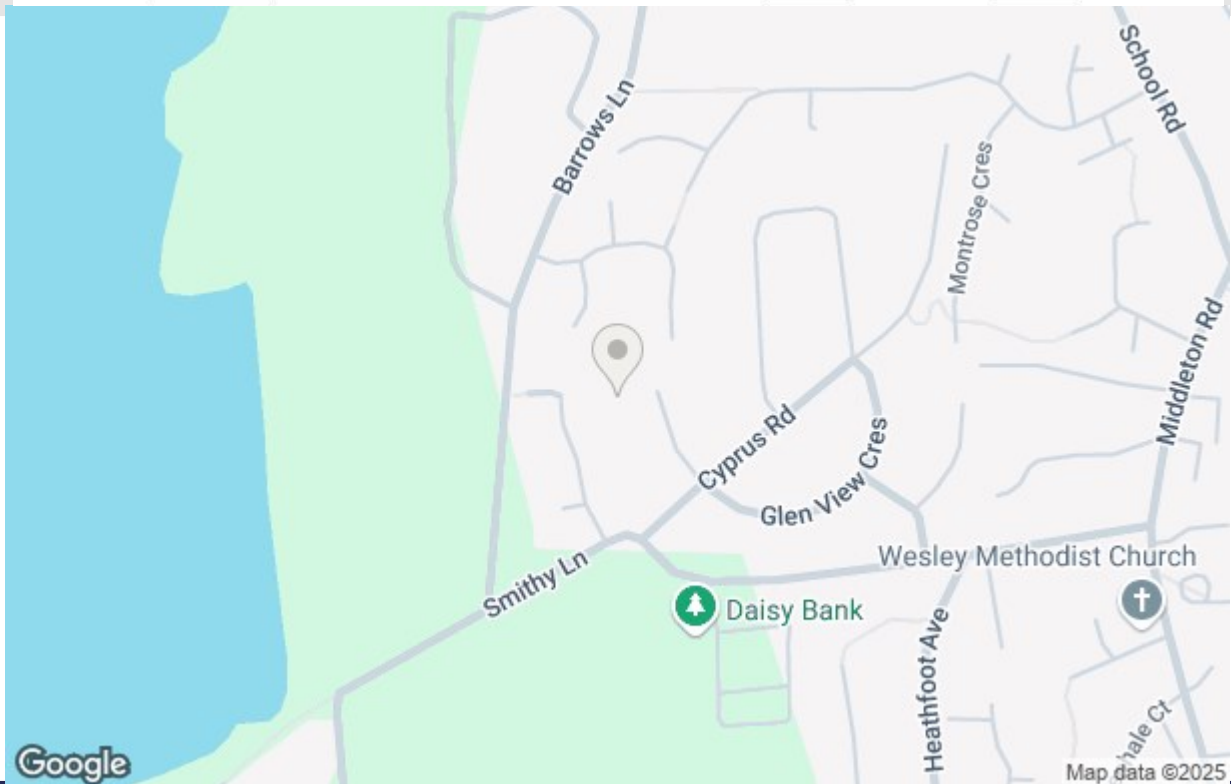 School Rd
Barrows Ln
Montrose Cres
Middleton Rd
Cyprus Rd
Glen View Cres
Wesley Methodist Church
Smithy Ln
Daisy Bank
Heathfoot Ave
Google
Map data ©2025